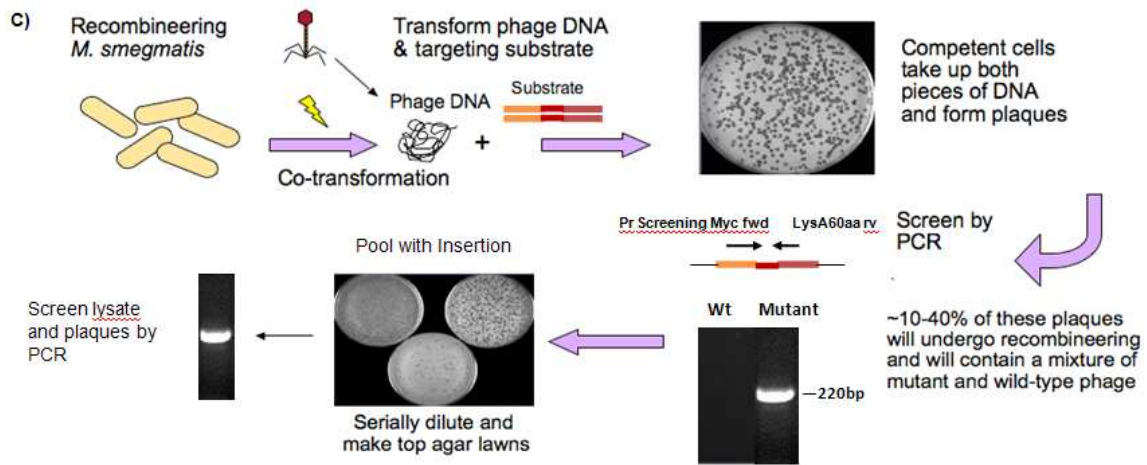 C)
Recombineering
M. smegmatis
Transform phage DNA
& targeting substrate
Phage DNA
+
Substrate
Co-transformation
Competent cells
take up both
pieces of DNA
and form plaques
Screen by
PCR
Pr Screening Myc fwd
LysA60aa rv
Wt
Mutant
220bp
~10-40% of these plaques
will undergo recombineering
and will contain a mixture of
mutant and wild-type phage
Pool with Insertion
Serially dilute and
make top agar lawns
Screen lysate
and plaques by
PCR